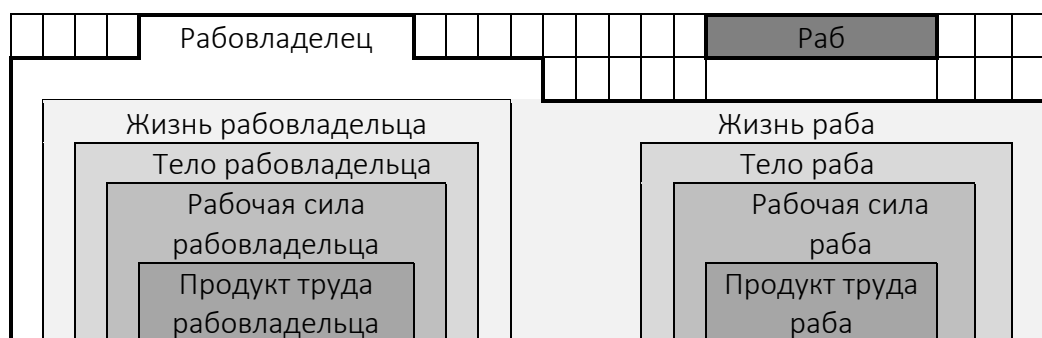 Рабовладелец
Раб
Жизнь рабовладельца
Жизнь раба
Тело рабовладельца
Тело раба
Рабочая сила
рабовладельца
Рабочая сила
раба
Продукт труда
рабовладельца
Продукт труда
раба